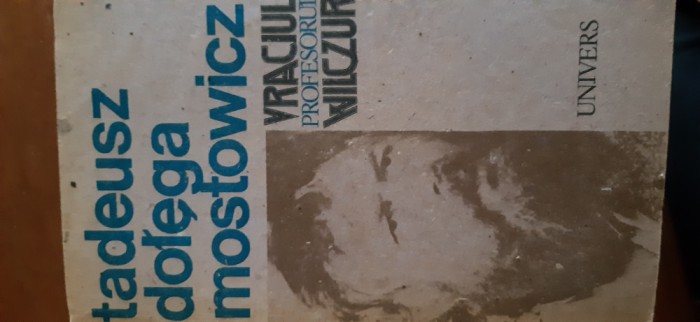 tadeusz
dołęga
mostowicz
VRACIUL
PROFESORUL
WILCZUR
UNIVERS